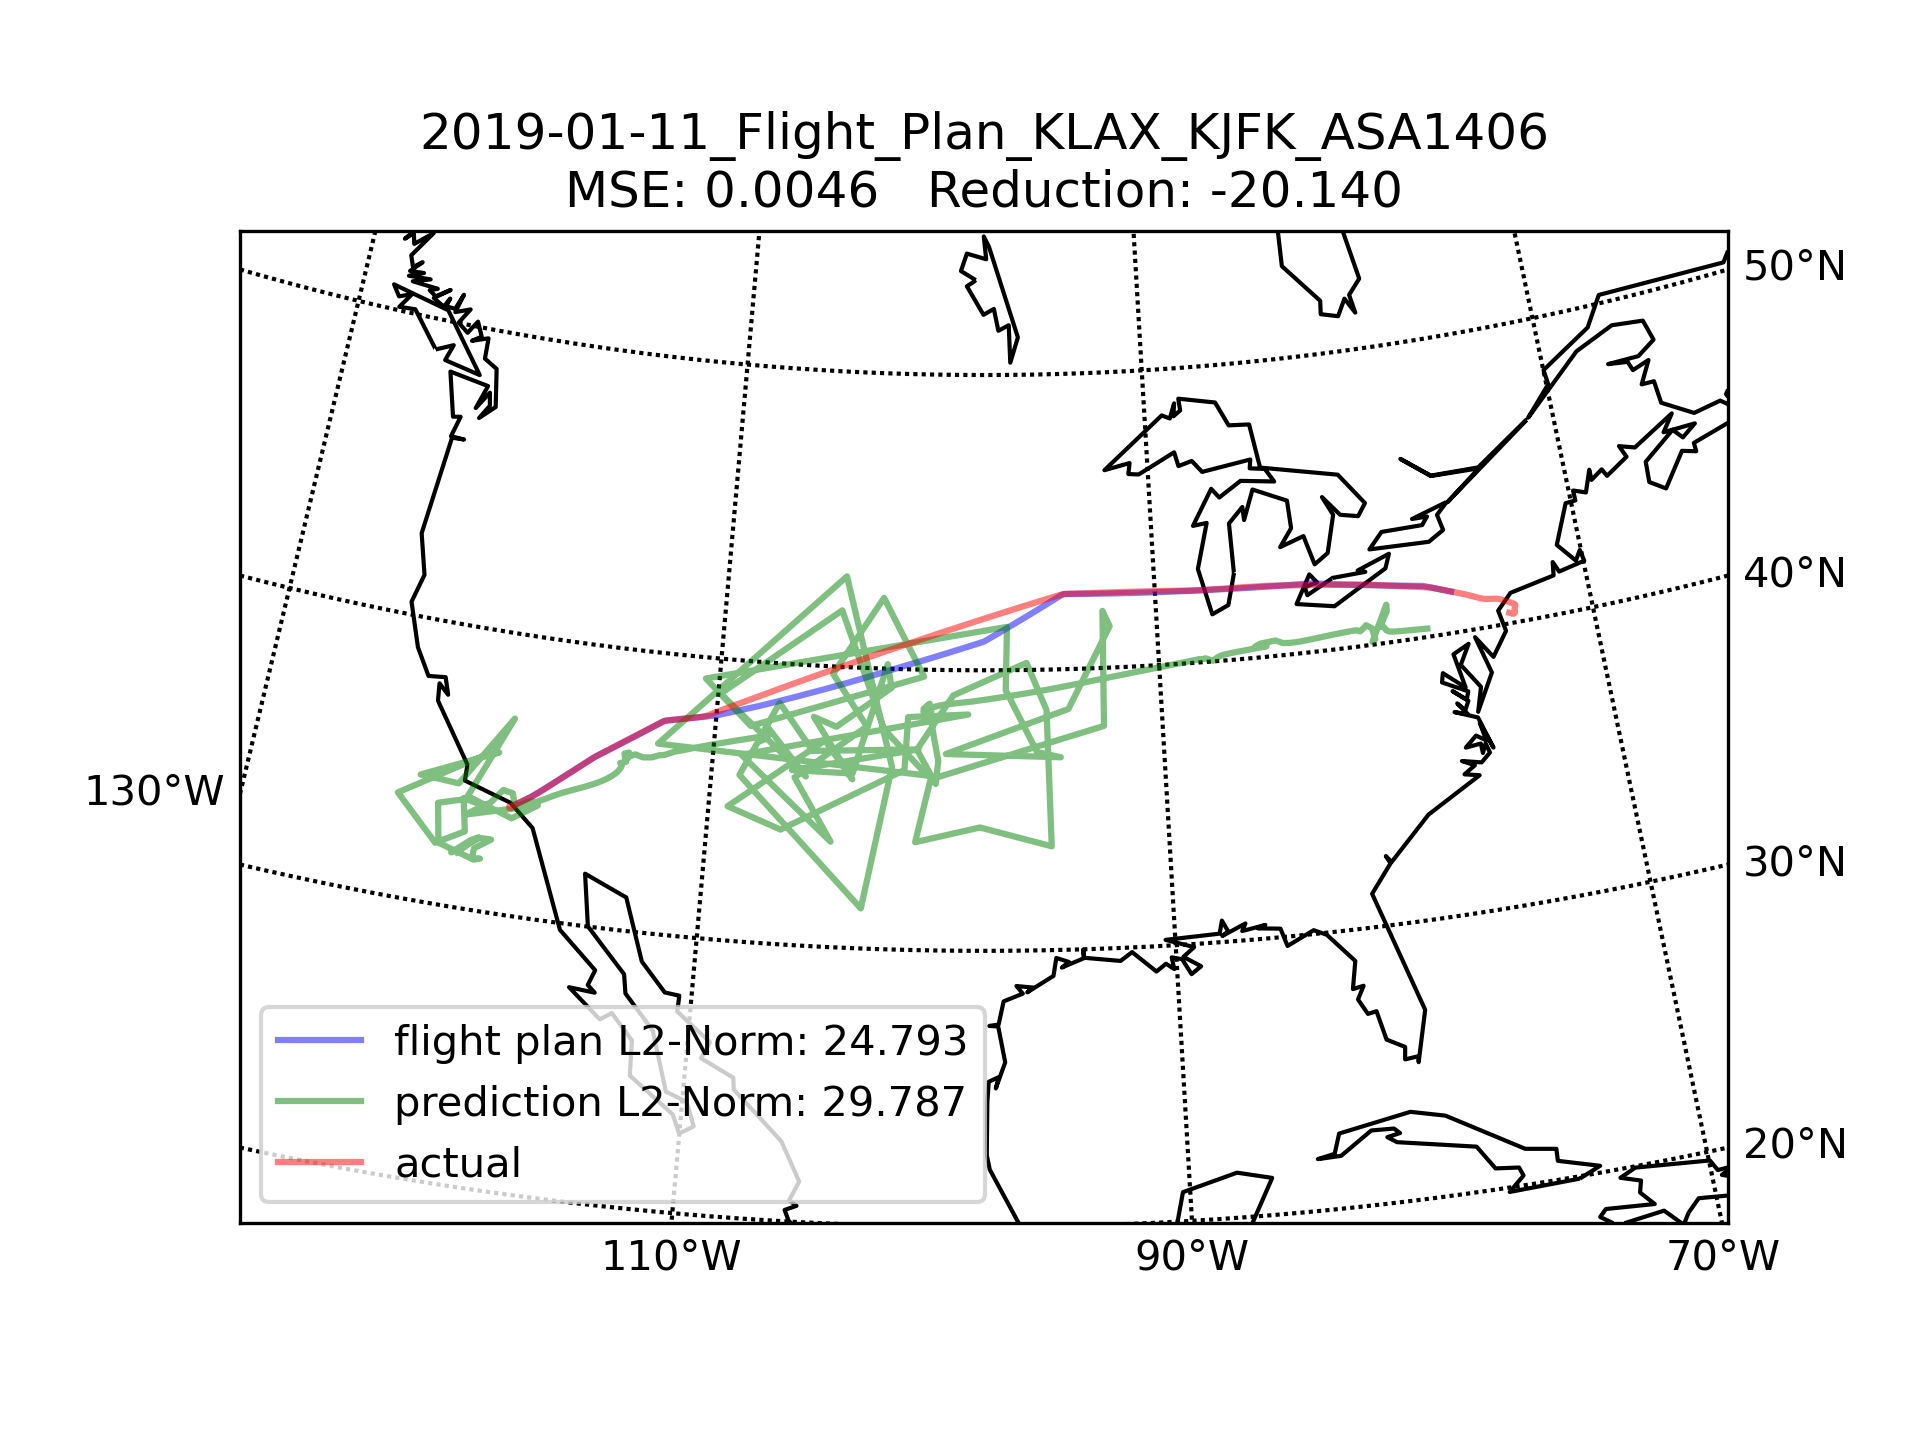 2019-01-11_Flight_Plan_KLAX_KJFK_ASA1406
MSE: 0.0046   Reduction: -20.140
50°N
40°N
130°W
30°N
20°N
flight plan L2-Norm: 24.793
prediction L2-Norm: 29.787
actual
110°W
90°W
70°W